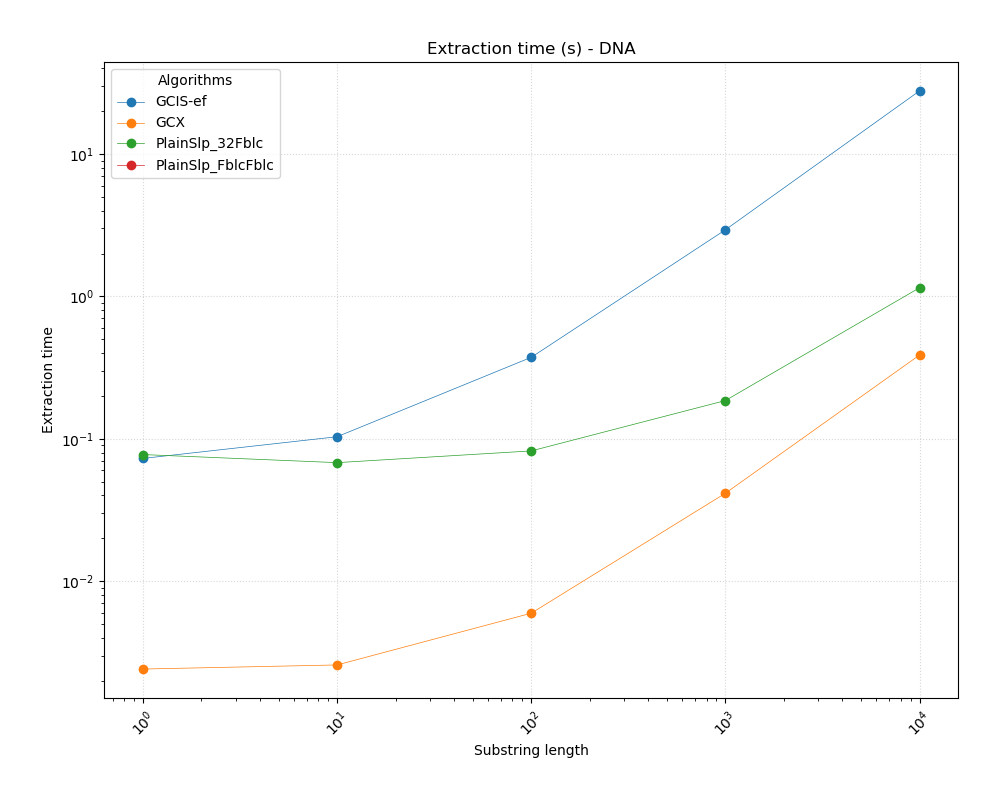 Extraction time (s) - DNA
Algorithms
GCIS-ef
GCX
PlainSlp_32Fblc
PlainSlp_FblcFblc
Extraction time
10¹
10⁰
10⁻¹
10⁻²
10⁰ 10¹ 10² 10³ 10⁴
Substring length